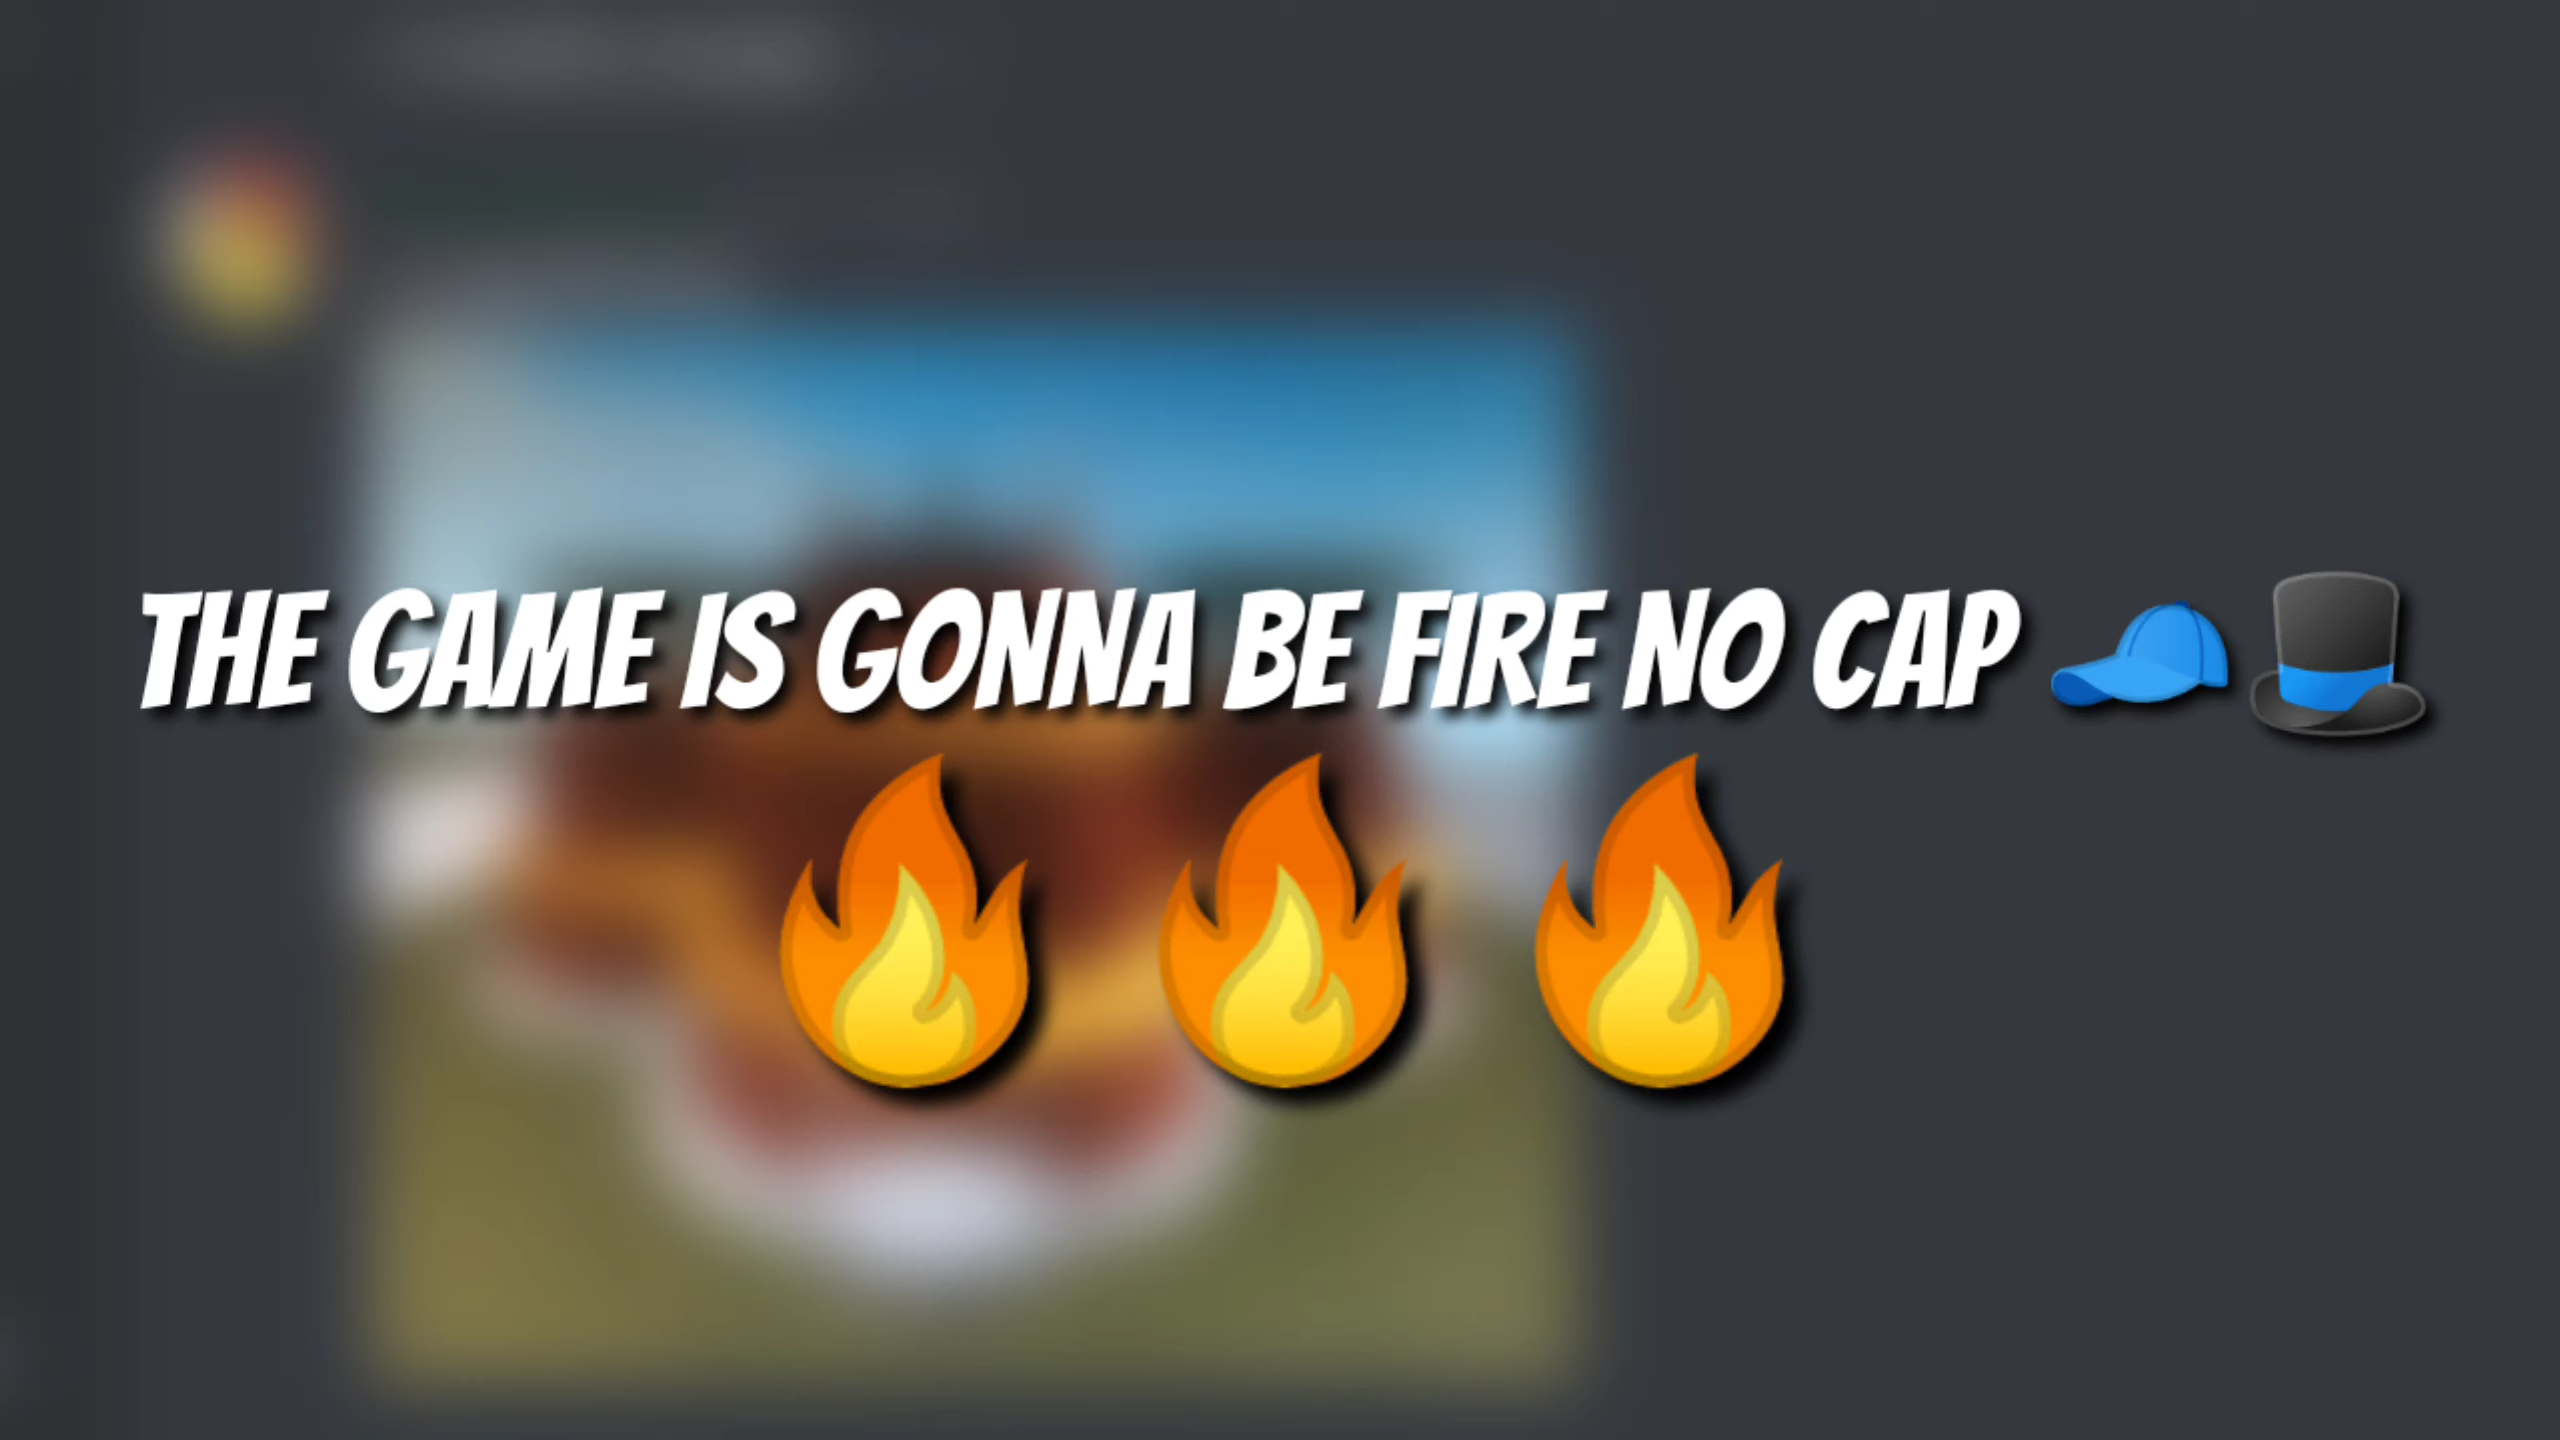 THE GAME IS GONNA BE FIRE NO CAP 🧢🎩
🔥 🔥 🔥